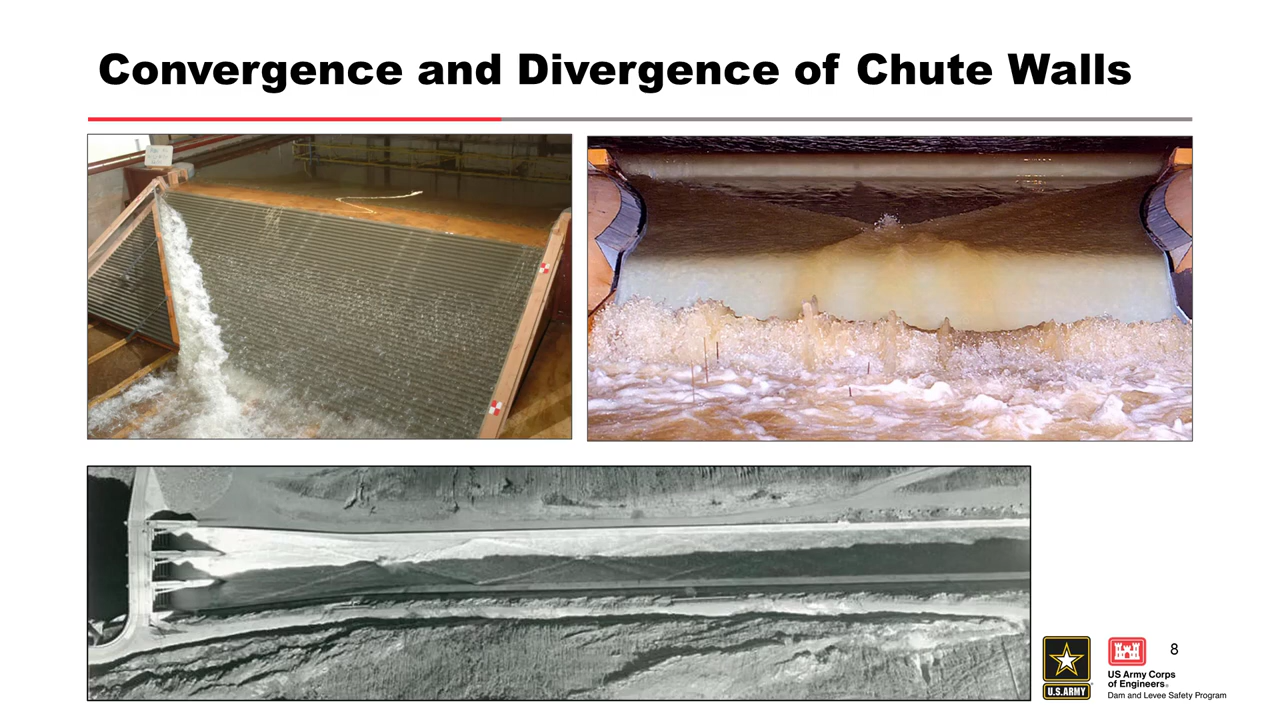 Convergence and Divergence of Chute Walls
8
U.S.ARMY
US Army Corps
of Engineers®
Dam and Levee Safety Program